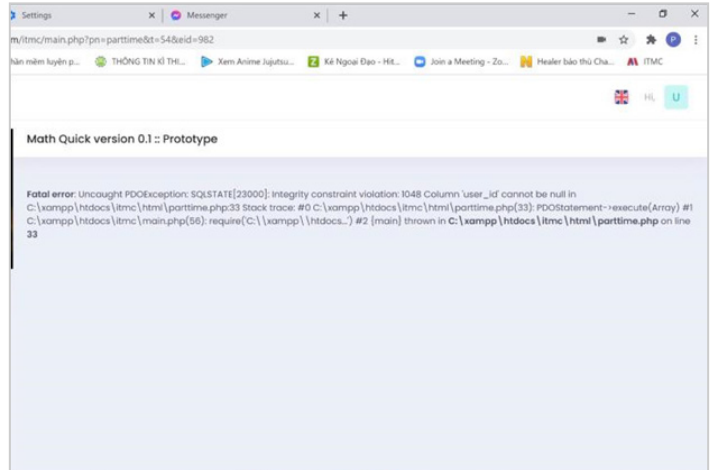 Settings
Messenger
m/itmc/main.php?pn=parttime&t=54&eid=982
P
hần mềm luyện p...
THÔNG TIN KÌ THI...
Xem Anime Jujutsu...
Z
Kẻ Ngoại Đạo - Hit...
Join a Meeting - Zo...
Healer báo thù Cha...
ITMC
Hi,
U
Math Quick version 0.1 :: Prototype
Fatal error: Uncaught PDOException: SQLSTATE[23000]: Integrity constraint violation: 1048 Column 'user_id' cannot be null in
C:\xampp\htdocs\itmc\html\parttime.php:33 Stack trace: #0 C:\xampp\htdocs\itmc\html\parttime.php(33): PDOStatement->execute(Array) #1
C:\xampp\htdocs\itmc\main.php(56): require('C:\\xampp\\htdocs...') #2 {main} thrown in C:\xampp\htdocs\itmc\html\parttime.php on line
33